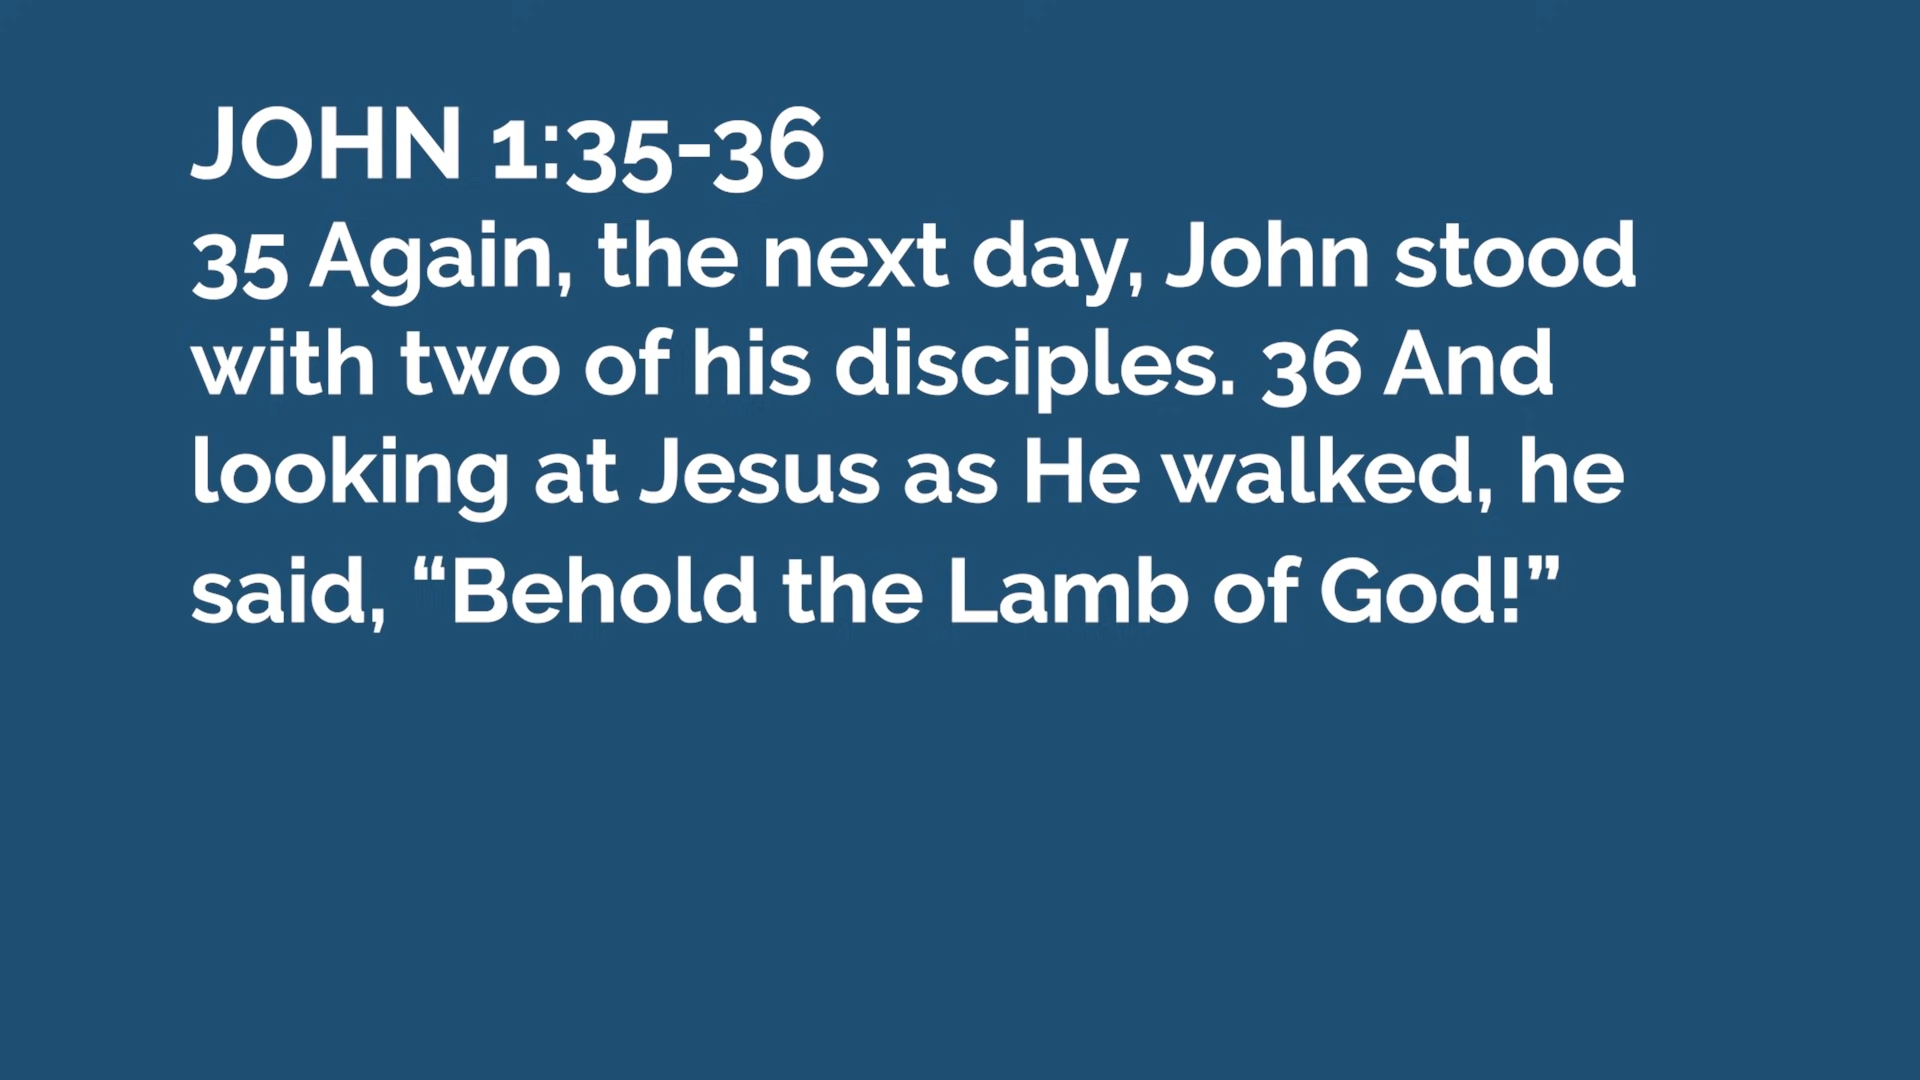 JOHN 1:35-36
35 Again, the next day, John stood
with two of his disciples. 36 And
looking at Jesus as He walked, he
said, “Behold the Lamb of God!”